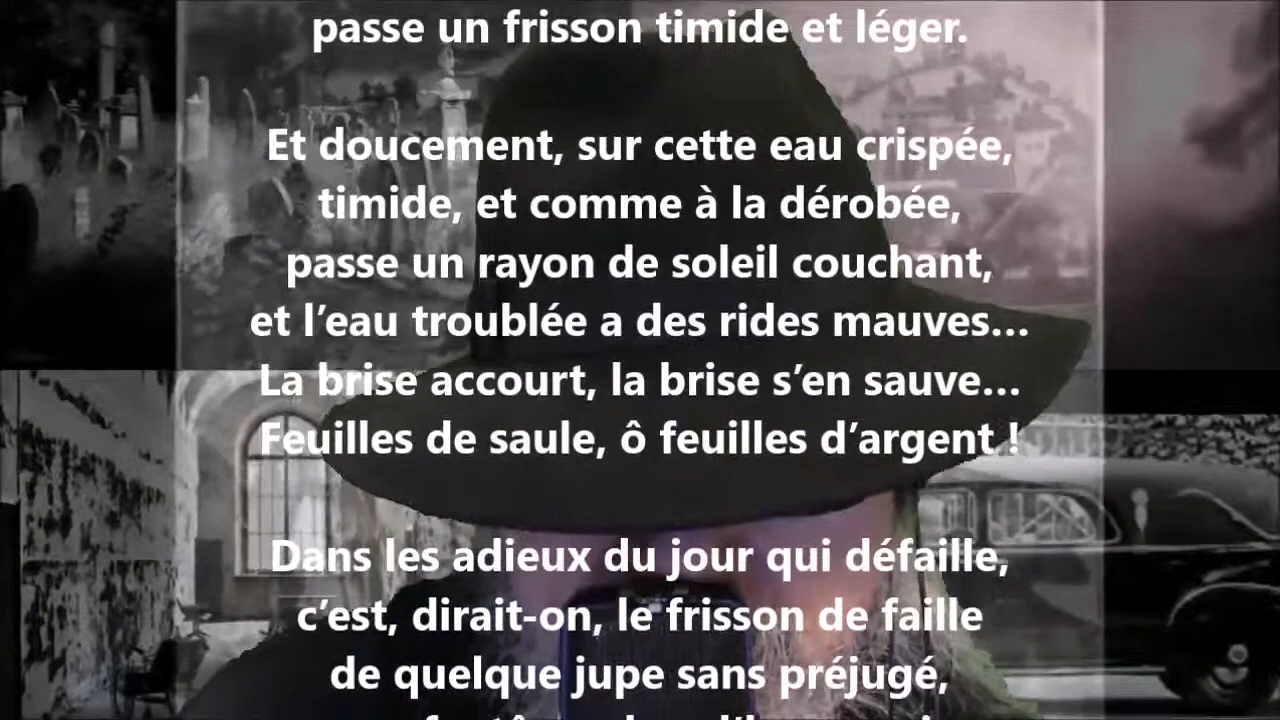 passe un frisson timide et léger.
Et doucement, sur cette eau crispée,
timide, et comme à la dérobée,
passe un rayon de soleil couchant,
et l’eau troublée a des rides mauves…
La brise accourt, la brise s’en sauve…
Feuilles de saule, ô feuilles d’argent !
Dans les adieux du jour qui défaille,
c’est, dirait-on, le frisson de faille
de quelque jupe sans préjugé,